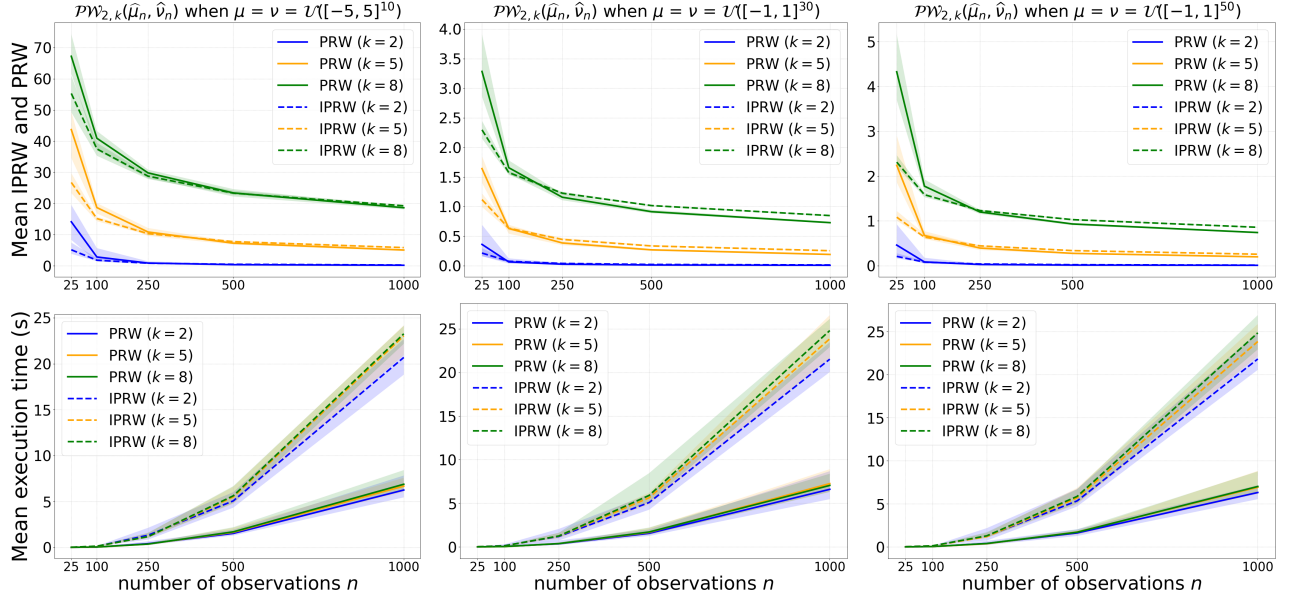 𝒫𝒲₂,ₖ(μ̂ₙ, ν̂ₙ) when μ = ν = 𝒰([−5, 5]¹⁰)
Mean IPRW and PRW
70
60
50
40
30
20
10
0
PRW (k = 2)
PRW (k = 5)
PRW (k = 8)
IPRW (k = 2)
IPRW (k = 5)
IPRW (k = 8)
25 100 250 500 1000
𝒫𝒲₂,ₖ(μ̂ₙ, ν̂ₙ) when μ = ν = 𝒰([−1, 1]³⁰)
4.0
3.5
3.0
2.5
2.0
1.5
1.0
0.5
0.0
PRW (k = 2)
PRW (k = 5)
PRW (k = 8)
IPRW (k = 2)
IPRW (k = 5)
IPRW (k = 8)
25 100 250 500 1000
𝒫𝒲₂,ₖ(μ̂ₙ, ν̂ₙ) when μ = ν = 𝒰([−1, 1]⁵⁰)
5
4
3
2
1
0
PRW (k = 2)
PRW (k = 5)
PRW (k = 8)
IPRW (k = 2)
IPRW (k = 5)
IPRW (k = 8)
25 100 250 500 1000
Mean execution time (s)
25
20
15
10
5
0
PRW (k = 2)
PRW (k = 5)
PRW (k = 8)
IPRW (k = 2)
IPRW (k = 5)
IPRW (k = 8)
25 100 250 500 1000
number of observations n
25
20
15
10
5
0
PRW (k = 2)
PRW (k = 5)
PRW (k = 8)
IPRW (k = 2)
IPRW (k = 5)
IPRW (k = 8)
25 100 250 500 1000
number of observations n
25
20
15
10
5
0
PRW (k = 2)
PRW (k = 5)
PRW (k = 8)
IPRW (k = 2)
IPRW (k = 5)
IPRW (k = 8)
25 100 250 500 1000
number of observations n